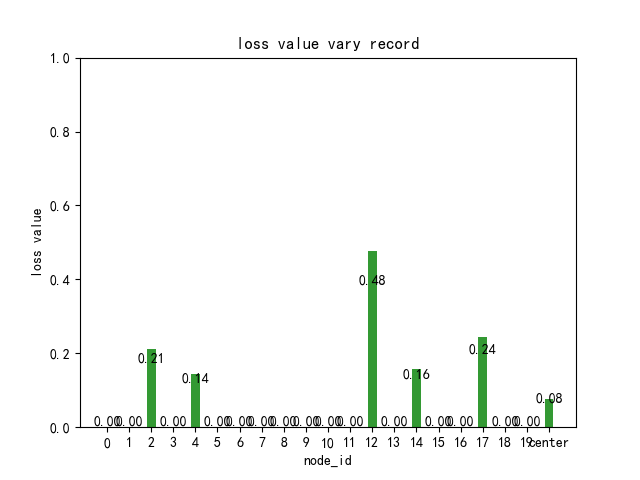 loss value vary record
1.0
0.8
0.6
0.4
0.2
0.0
loss value
0.00 0.00 0.21 0.00 0.14 0.00 0.00 0.00 0.00 0.00 0.00 0.00 0.48 0.00 0.16 0.00 0.00 0.24 0.00 0.00 0.08
0 1 2 3 4 5 6 7 8 9 10 11 12 13 14 15 16 17 18 19 center
node_id